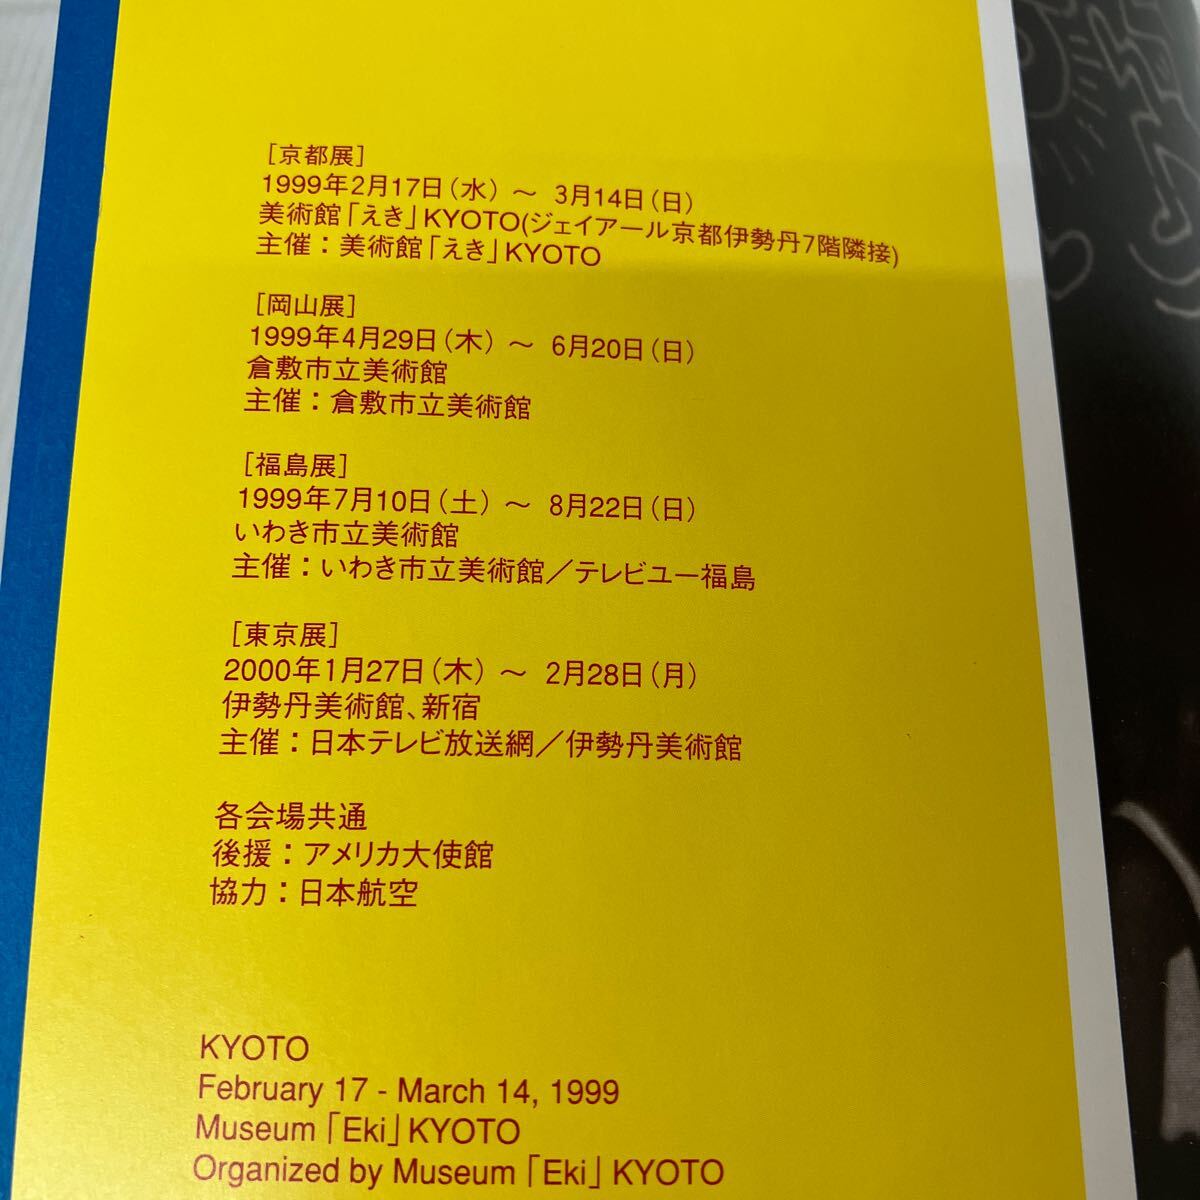 ［京都展］
1999年2月17日（水） ～ 3月14日（日）
美術館「えき」KYOTO(ジェイアール京都伊勢丹7階隣接)
主催：美術館「えき」KYOTO
［岡山展］
1999年4月29日（木） ～ 6月20日（日）
倉敷市立美術館
主催：倉敷市立美術館
［福島展］
1999年7月10日（土） ～ 8月22日（日）
いわき市立美術館
主催：いわき市立美術館／テレビユー福島
［東京展］
2000年1月27日（木） ～ 2月28日（月）
伊勢丹美術館、新宿
主催：日本テレビ放送網／伊勢丹美術館
各会場共通
後援：アメリカ大使館
協力：日本航空
KYOTO
February 17 - March 14, 1999
Museum「Eki」KYOTO
Organized by Museum「Eki」KYOTO